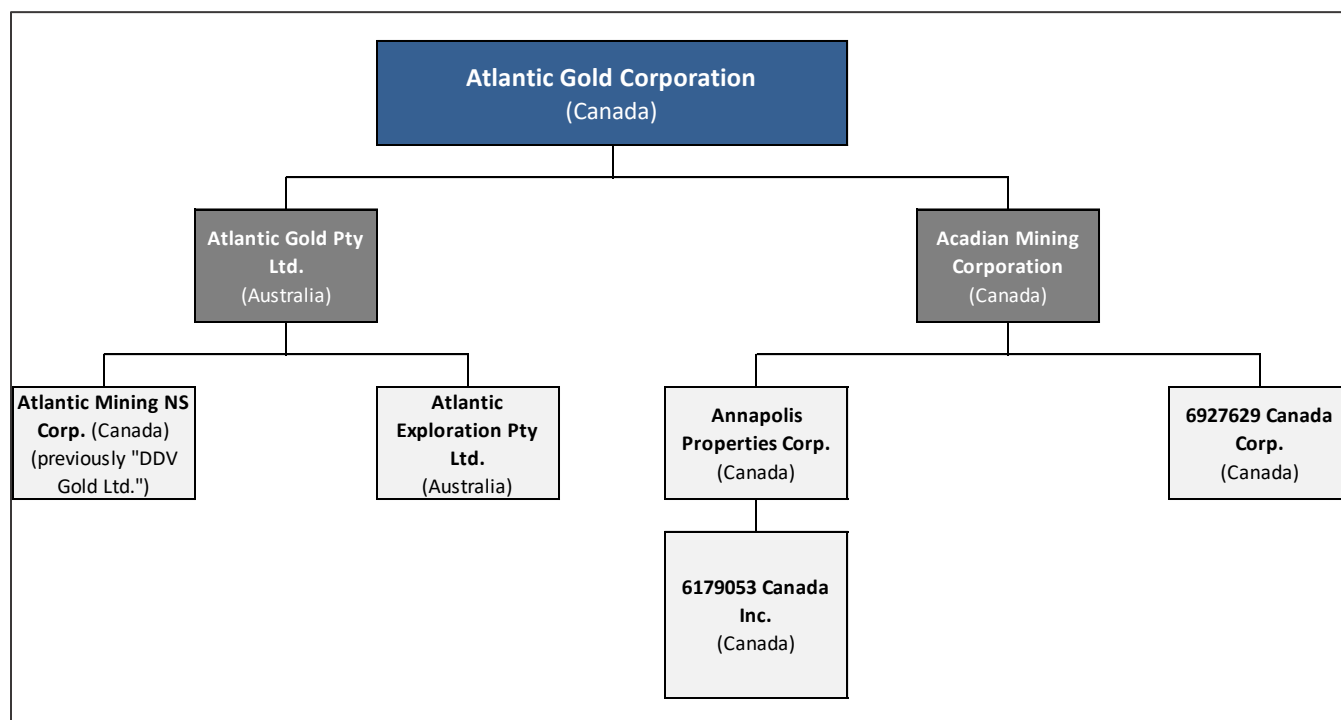 Atlantic Gold Corporation
(Canada)
Atlantic Gold Pty
Ltd.
(Australia)
Acadian Mining
Corporation
(Canada)
Atlantic Mining NS
Corp. (Canada)
(previously "DDV
Gold Ltd.")
Atlantic
Exploration Pty
Ltd.
(Australia)
Annapolis
Properties Corp.
(Canada)
6927629 Canada
Corp.
(Canada)
6179053 Canada
Inc.
(Canada)